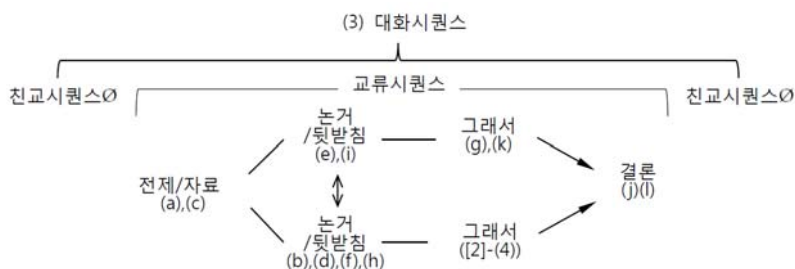 (3) 대화시퀀스
친교시퀀스Ø
교류시퀀스
친교시퀀스Ø
논거
/뒷받침
(e),(i)
그래서
(g),(k)
전제/자료
(a),(c)
결론
(j)(l)
논거
/뒷받침
(b),(d),(f),(h)
그래서
([2]-(4))